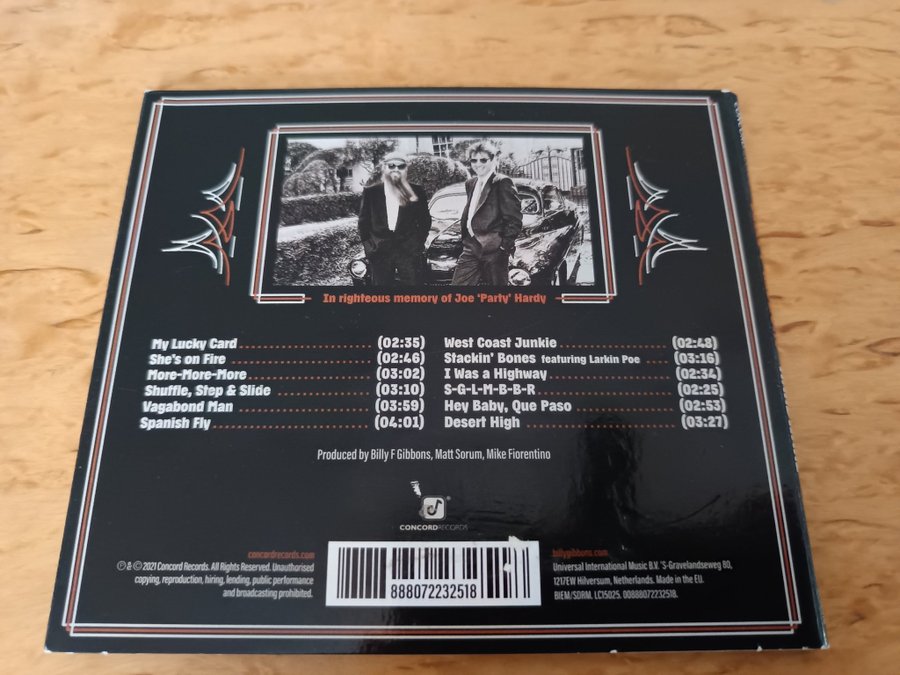 In righteous memory of Joe 'Party' Hardy
My Lucky Card (02:35)
She's on Fire (02:46)
More-More-More (03:02)
Shuffle, Step & Slide (03:10)
Vagabond Man (03:59)
Spanish Fly (04:01)
West Coast Junkie (02:48)
Stackin' Bones featuring Larkin Poe (03:16)
I Was a Highway (02:34)
S-G-L-M-B-B-R (02:25)
Hey Baby, Que Paso (02:53)
Desert High (03:27)
Produced by Billy F Gibbons, Matt Sorum, Mike Fiorentino
CONCORD RECORDS
concordrecords.com
℗ & © 2021 Concord Records. All Rights Reserved. Unauthorised
copying, reproduction, hiring, lending, public performance
and broadcasting prohibited.
888072232518
billygibbons.com
Universal International Music B.V. 'S-Gravelandseweg 80,
1217EW Hilversum, Netherlands. Made in the EU.
BIEM/SDRM. LC15025. 00888072232518.